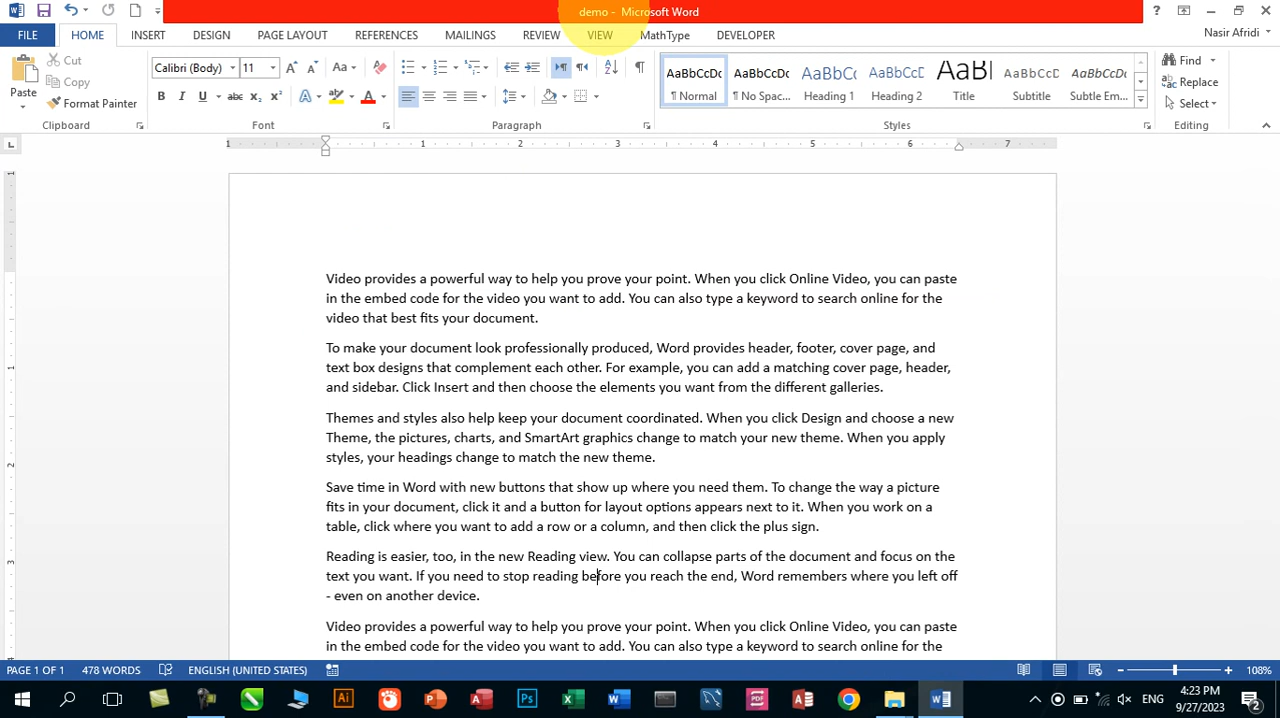 demo - Microsoft Word
FILE HOME INSERT DESIGN PAGE LAYOUT REFERENCES MAILINGS REVIEW VIEW MathType DEVELOPER
Nasir Afridi
Paste
Cut
Copy
Format Painter
Clipboard
Calibri (Body) 11
Font
Paragraph
AaBbCcDc AaBbCcDc AaBbCc AaBbCcC AaBl AaBbCcD AaBbCcDc
¶ Normal ¶ No Spac... Heading 1 Heading 2 Title Subtitle Subtle Em...
Styles
Find
Replace
Select
Editing
1 1 2 3 4 5 6 7
Video provides a powerful way to help you prove your point. When you click Online Video, you can paste
in the embed code for the video you want to add. You can also type a keyword to search online for the
video that best fits your document.
To make your document look professionally produced, Word provides header, footer, cover page, and
text box designs that complement each other. For example, you can add a matching cover page, header,
and sidebar. Click Insert and then choose the elements you want from the different galleries.
Themes and styles also help keep your document coordinated. When you click Design and choose a new
Theme, the pictures, charts, and SmartArt graphics change to match your new theme. When you apply
styles, your headings change to match the new theme.
Save time in Word with new buttons that show up where you need them. To change the way a picture
fits in your document, click it and a button for layout options appears next to it. When you work on a
table, click where you want to add a row or a column, and then click the plus sign.
Reading is easier, too, in the new Reading view. You can collapse parts of the document and focus on the
text you want. If you need to stop reading before you reach the end, Word remembers where you left off
- even on another device.
Video provides a powerful way to help you prove your point. When you click Online Video, you can paste
in the embed code for the video you want to add. You can also type a keyword to search online for the
PAGE 1 OF 1 478 WORDS ENGLISH (UNITED STATES) 108%
ENG
4:23 PM
9/27/2023